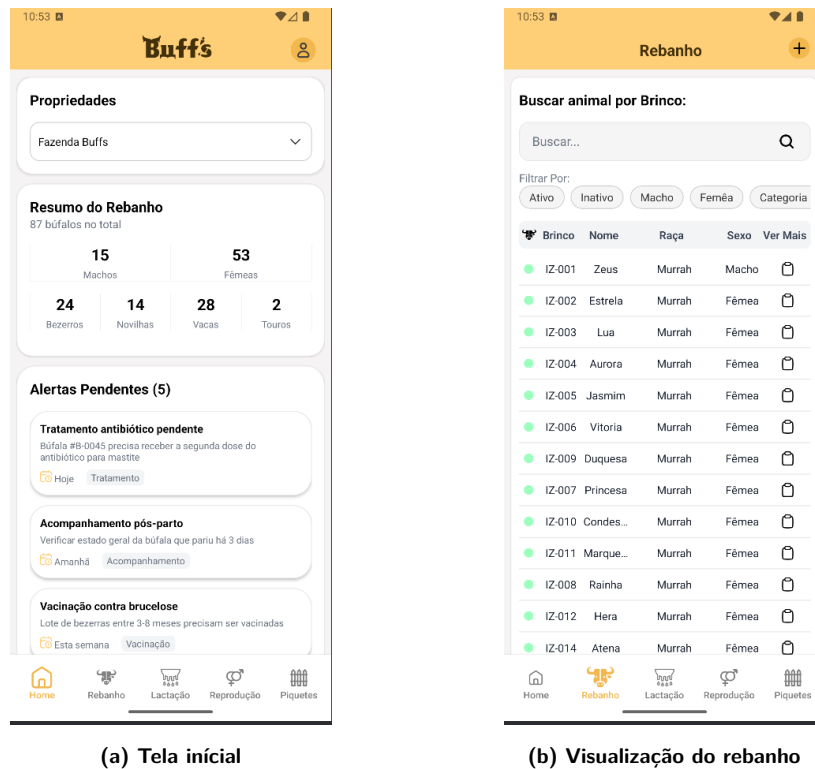 10:53
Buffs
Propriedades
Fazenda Buffs
Resumo do Rebanho
87 búfalos no total
15
53
Machos
Fêmeas
24
14
28
2
Bezerros
Novilhas
Vacas
Touros
Alertas Pendentes (5)
Tratamento antibiótico pendente
Búfala #B-0045 precisa receber a segunda dose do
antibiótico para mastite
Hoje
Tratamento
Acompanhamento pós-parto
Verificar estado geral da búfala que pariu há 3 dias
Amanhã
Acompanhamento
Vacinação contra brucelose
Lote de bezerras entre 3-8 meses precisam ser vacinadas
Esta semana
Vacinação
Home
Rebanho
Lactação
Reprodução
Piquetes
(a) Tela inícial
10:53
Rebanho
Buscar animal por Brinco:
Buscar...
Filtrar Por:
Ativo
Inativo
Macho
Femêa
Categoria
Brinco Nome Raça Sexo Ver Mais
IZ-001 Zeus Murrah Macho
IZ-002 Estrela Murrah Fêmea
IZ-003 Lua Murrah Fêmea
IZ-004 Aurora Murrah Fêmea
IZ-005 Jasmim Murrah Fêmea
IZ-006 Vitoria Murrah Fêmea
IZ-009 Duquesa Murrah Fêmea
IZ-007 Princesa Murrah Fêmea
IZ-010 Condes... Murrah Fêmea
IZ-011 Marque... Murrah Fêmea
IZ-008 Rainha Murrah Fêmea
IZ-012 Hera Murrah Fêmea
IZ-014 Atena Murrah Fêmea
Home
Rebanho
Lactação
Reprodução
Piquetes
(b) Visualização do rebanho